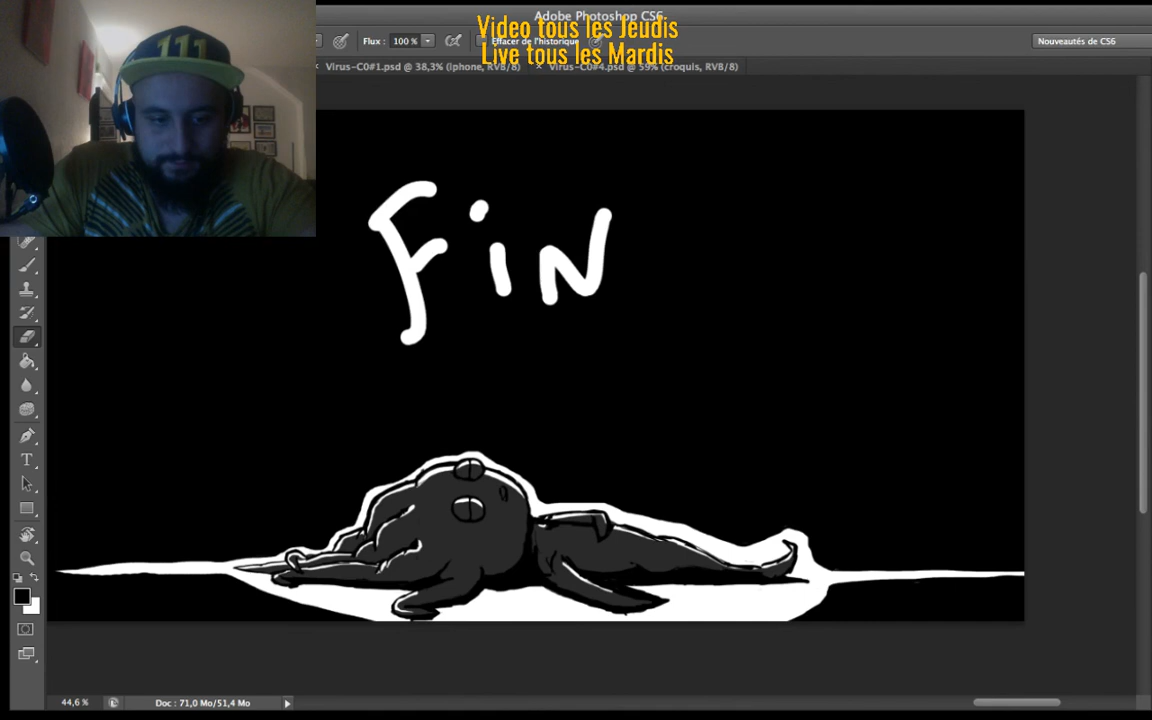 Adobe Photoshop CS6
Video tous les Jeudis
Live tous les Mardis
111
Flux : 100 %
Effacer de l'historique
Nouveautés de CS6
Virus-C0#1.psd @ 38,3% (iphone, RVB/8)
× Virus-C0#4.psd @ 59% (croquis, RVB/8)
FiN
44,6 %
Doc : 71,0 Mo/51,4 Mo